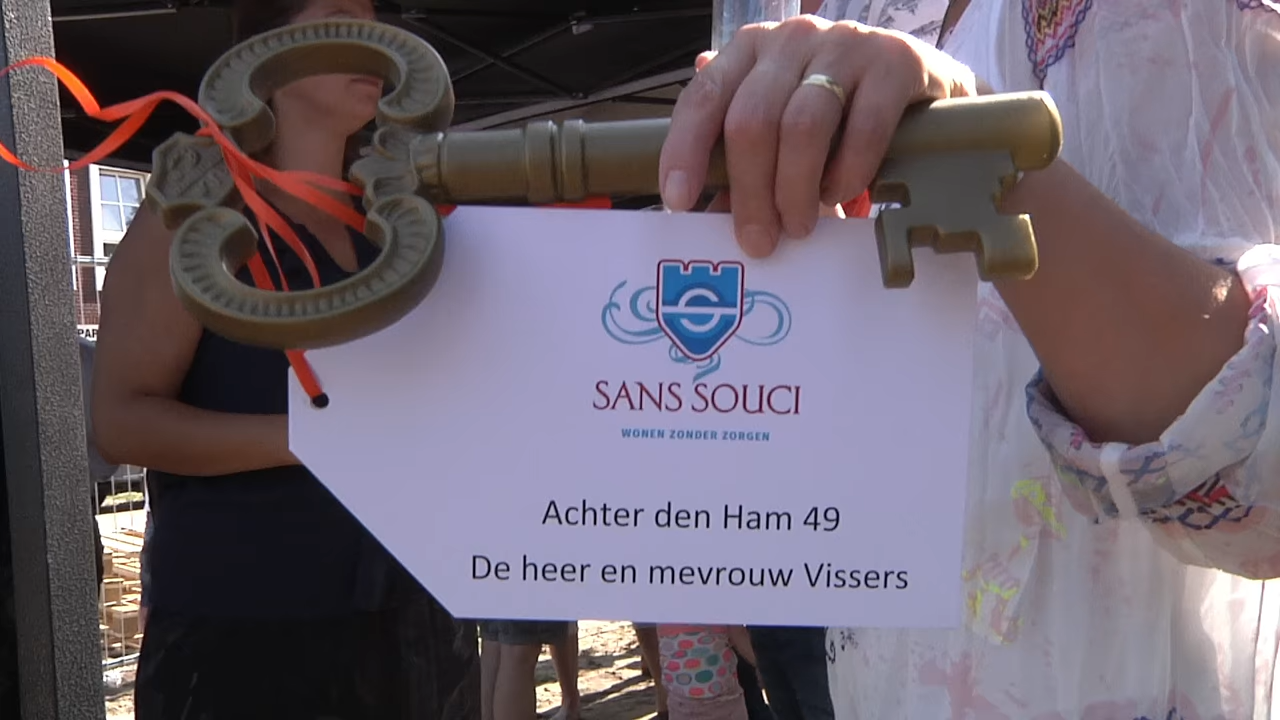 SANS SOUCI
WONEN ZONDER ZORGEN
Achter den Ham 49
De heer en mevrouw Vissers